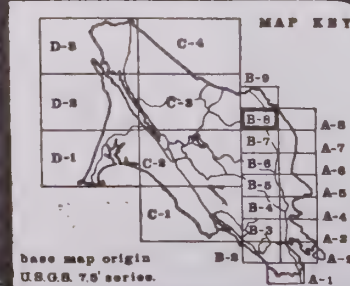 MAP KEY
D-3
C-4
B-9
D-2
C-3
B-8
A-8
B-7
A-7
D-1
C-2
B-6
A-6
B-5
A-5
C-1
B-4
A-4
B-3
A-2
B-2
A-1
base map origin
U.S.G.S. 7.5' series.